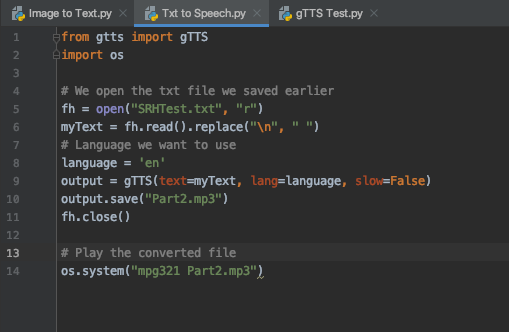 Image to Text.py Txt to Speech.py gTTS Test.py
1 from gtts import gTTS
2 import os
3
4 # We open the txt file we saved earlier
5 fh = open("SRHTest.txt", "r")
6 myText = fh.read().replace("\n", " ")
7 # Language we want to use
8 language = 'en'
9 output = gTTS(text=myText, lang=language, slow=False)
10 output.save("Part2.mp3")
11 fh.close()
12
13 # Play the converted file
14 os.system("mpg321 Part2.mp3")